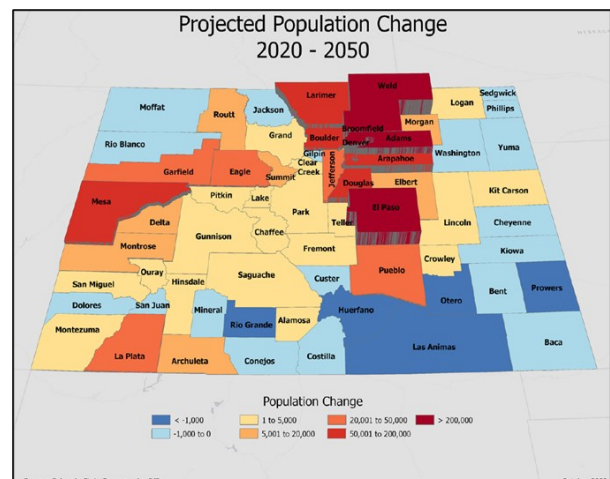 Projected Population Change
2020 - 2050
Moffat
Routt
Jackson
Larimer
Weld
Logan
Sedgwick
Phillips
Rio Blanco
Grand
Boulder
Broomfield
Morgan
Washington
Yuma
Garfield
Eagle
Summit
Gilpin
Clear
Creek
Jefferson
Denver
Adams
Arapahoe
Mesa
Pitkin
Lake
Park
Douglas
Elbert
Kit Carson
Delta
Gunnison
Chaffee
Teller
El Paso
Lincoln
Cheyenne
Montrose
Fremont
Kiowa
Ouray
Saguache
Custer
Pueblo
Crowley
San Miguel
Hinsdale
Dolores
San Juan
Mineral
Rio Grande
Alamosa
Huerfano
Otero
Bent
Prowers
Montezuma
La Plata
Archuleta
Conejos
Costilla
Las Animas
Baca
Population Change
< -1,000
1 to 5,000
20,001 to 50,000
> 200,000
-1,000 to 0
5,001 to 20,000
50,001 to 200,000